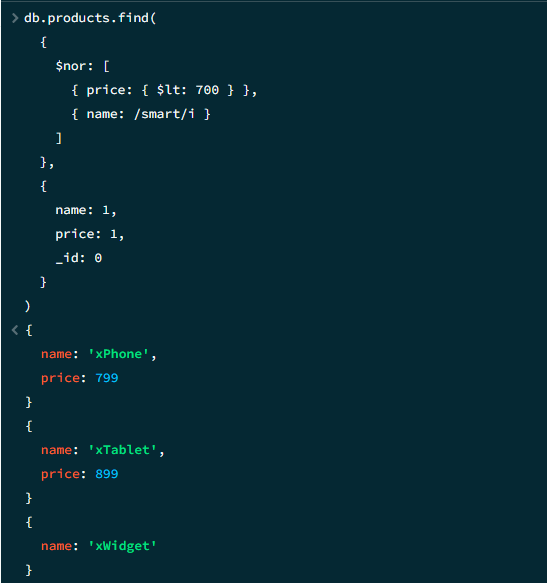 > db.products.find(
{
$nor: [
{ price: { $lt: 700 } },
{ name: /smart/i }
]
},
{
name: 1,
price: 1,
_id: 0
}
)
< {
name: 'xPhone',
price: 799
}
{
name: 'xTablet',
price: 899
}
{
name: 'xWidget'
}